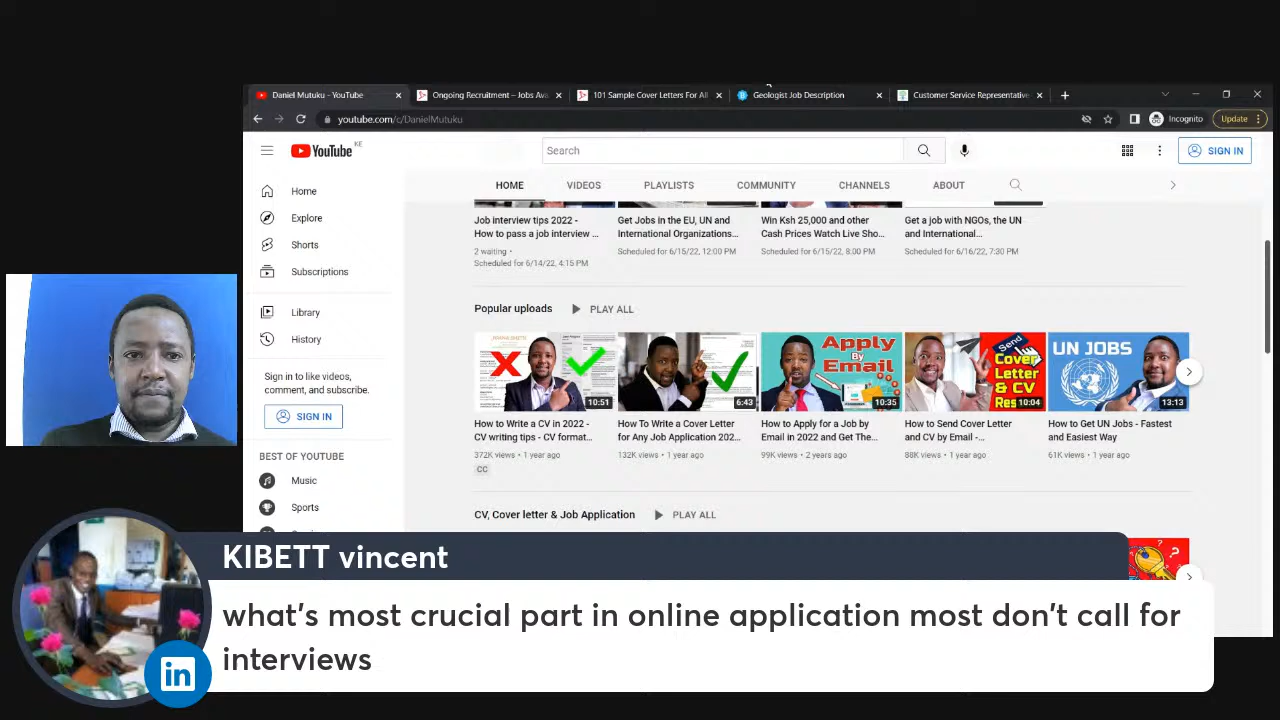 Daniel Mutuku - YouTube
Ongoing Recruitment – Jobs Ava
101 Sample Cover Letters For All
Geologist Job Description
Customer Service Representative
youtube.com/c/DanielMutuku
Incognito
Update
YouTube KE
Search
SIGN IN
HOME VIDEOS PLAYLISTS COMMUNITY CHANNELS ABOUT
Home
Explore
Shorts
Subscriptions
Library
History
Sign in to like videos,
comment, and subscribe.
SIGN IN
BEST OF YOUTUBE
Music
Sports
Job interview tips 2022 -
How to pass a job interview ...
2 waiting •
Scheduled for 6/14/22, 4:15 PM
Get Jobs in the EU, UN and
International Organizations...
Scheduled for 6/15/22, 12:00 PM
Win Ksh 25,000 and other
Cash Prices Watch Live Sho...
Scheduled for 6/15/22, 8:00 PM
Get a job with NGOs, the UN
and International...
Scheduled for 6/16/22, 7:30 PM
Popular uploads PLAY ALL
10:51
How to Write a CV in 2022 -
CV writing tips - CV format...
372K views • 1 year ago
CC
6:43
How To Write a Cover Letter
for Any Job Application 202...
132K views • 1 year ago
Apply
By
Email
10:35
How to Apply for a Job by
Email in 2022 and Get The...
99K views • 2 years ago
Send
Cover
Letter
& CV
10:04
How to Send Cover Letter
and CV by Email -...
88K views • 1 year ago
UN JOBS
13:13
How to Get UN Jobs - Fastest
and Easiest Way
61K views • 1 year ago
CV, Cover letter & Job Application PLAY ALL
KIBETT vincent
what's most crucial part in online application most don't call for
interviews
in